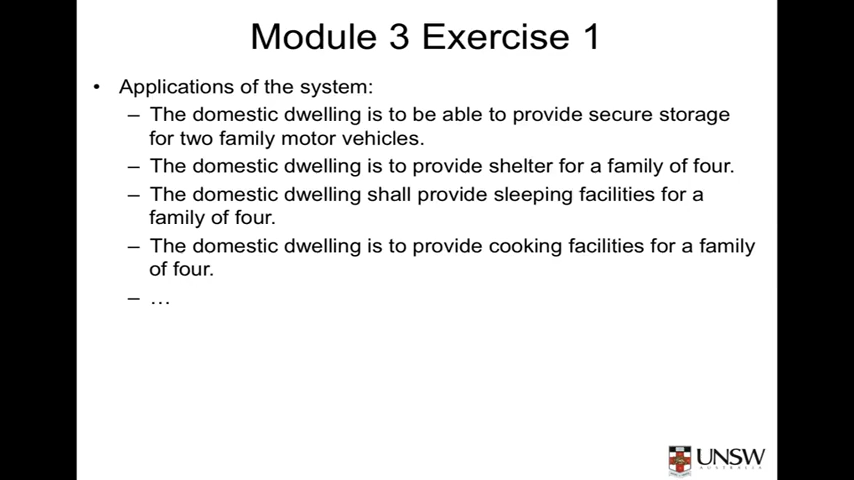 Module 3 Exercise 1
• Applications of the system:
– The domestic dwelling is to be able to provide secure storage
for two family motor vehicles.
– The domestic dwelling is to provide shelter for a family of four.
– The domestic dwelling shall provide sleeping facilities for a
family of four.
– The domestic dwelling is to provide cooking facilities for a family
of four.
– …
UNSW
AUSTRALIA